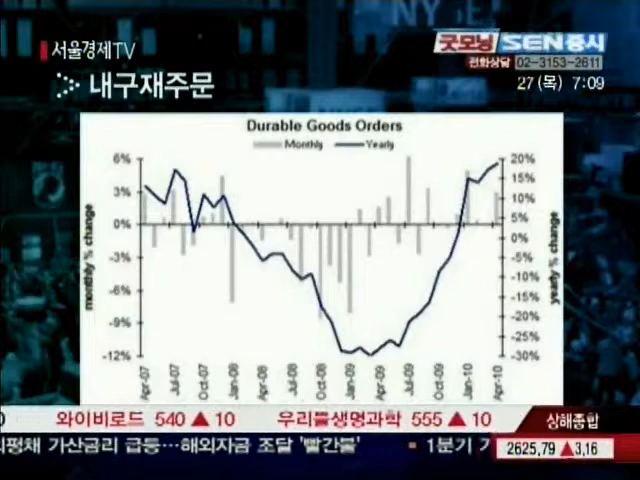 NY
서울경제TV
굿모닝 SEN증시
전화상담 02-3153-2611
내구재주문
27(목) 7:09
Durable Goods Orders
Monthly Yearly
monthly % change
6%
3%
0%
-3%
-6%
-9%
-12%
20%
15%
10%
5%
0%
-5%
-10%
-15%
-20%
-25%
-30%
yearly % change
Apr-07 Jul-07 Oct-07 Jan-08 Apr-08 Jul-08 Oct-08 Jan-09 Apr-09 Jul-09 Oct-09 Jan-10 Apr-10
0 와이비로드 540 ▲ 10 우리들생명과학 555 ▲ 10 상해종합
평채 가산금리 급등…해외자금 조달 '빨간불' 1분기 2625,79 ▲3,16